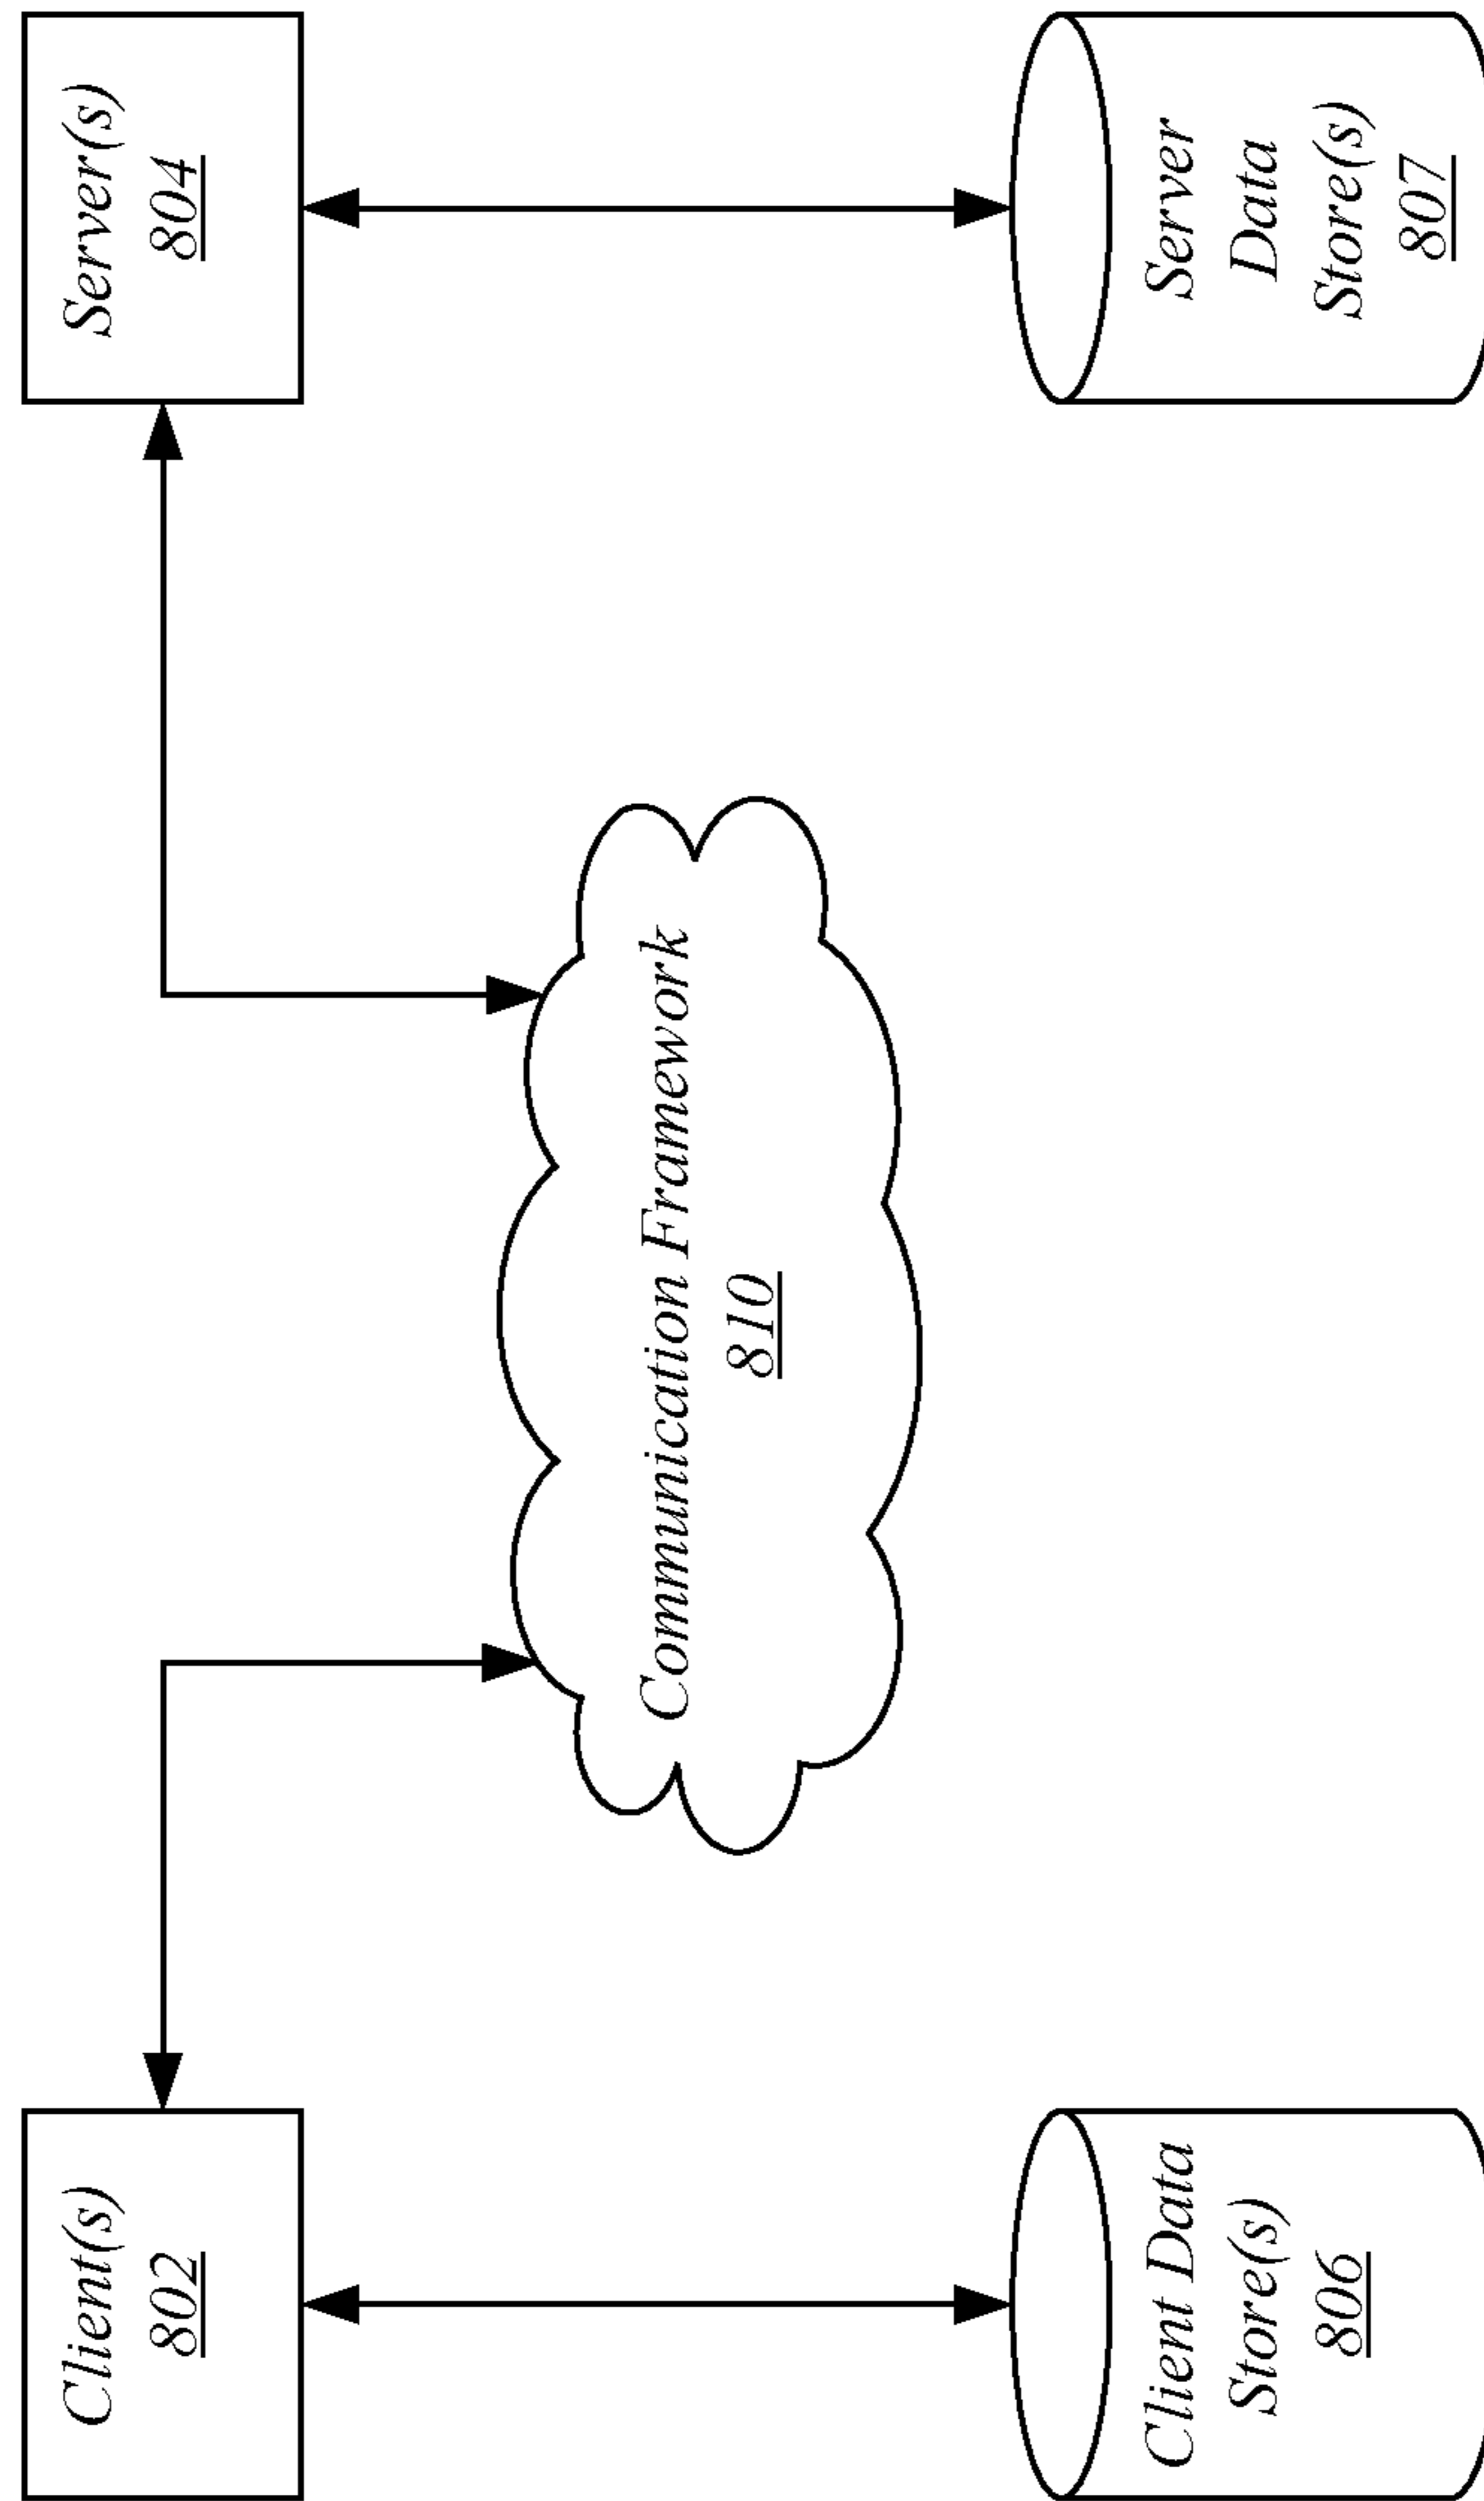 Client(s)
802
Server(s)
804
Communication Framework
810
Client Data
Store(s)
806
Server
Data
Store(s)
807